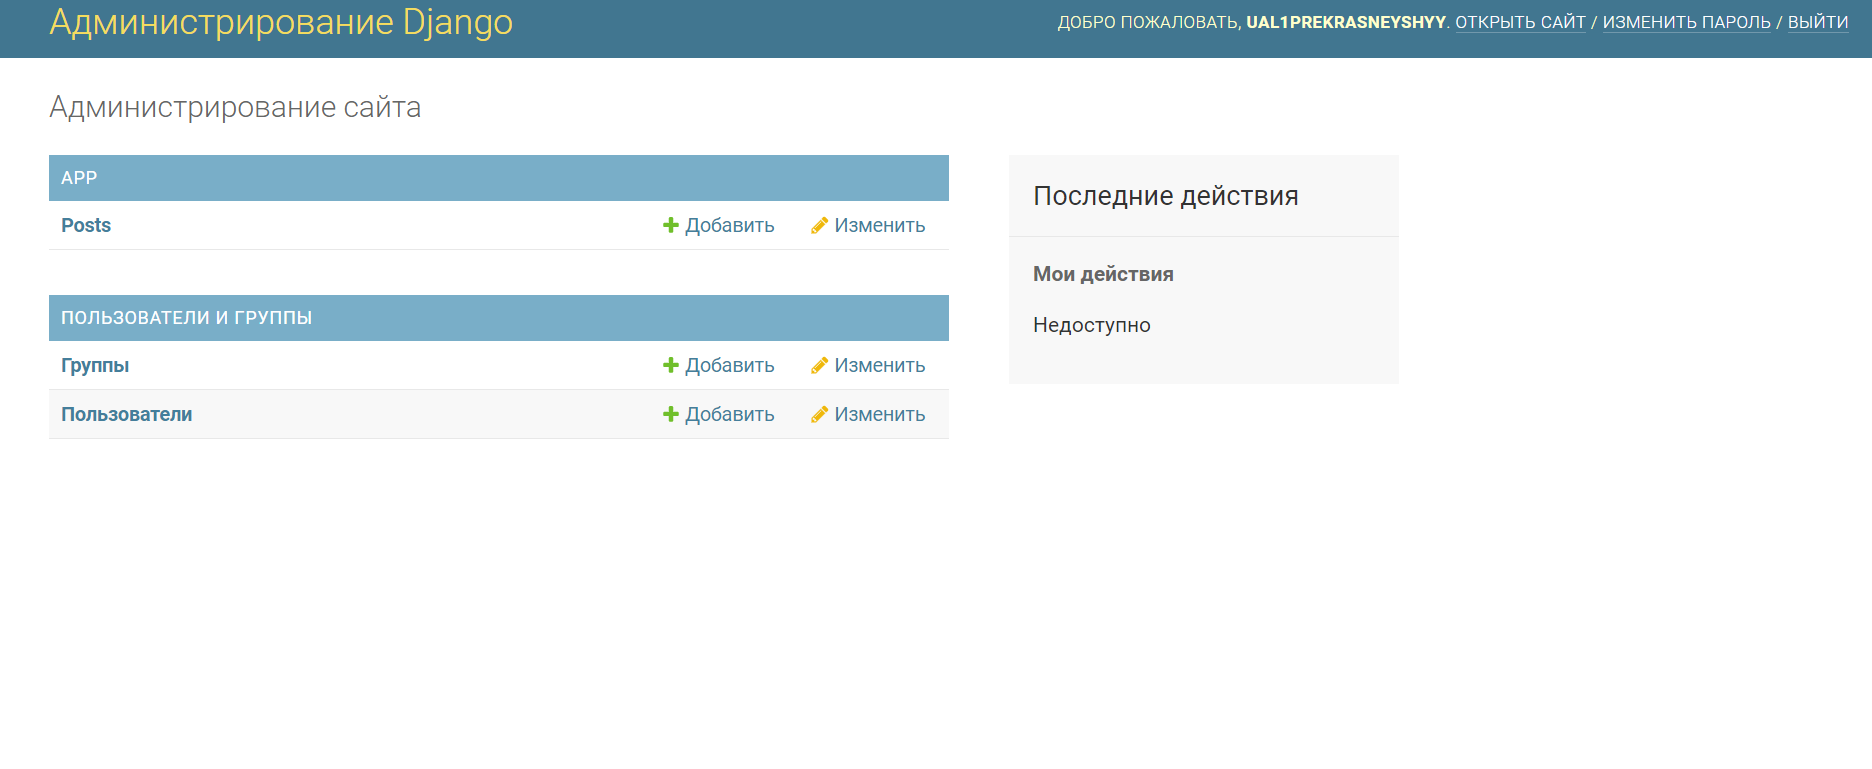 Администрирование Django
ДОБРО ПОЖАЛОВАТЬ, UAL1PREKRASNEYSHYY. ОТКРЫТЬ САЙТ / ИЗМЕНИТЬ ПАРОЛЬ / ВЫЙТИ
Администрирование сайта
APP
Posts Добавить Изменить
ПОЛЬЗОВАТЕЛИ И ГРУППЫ
Группы Добавить Изменить
Пользователи Добавить Изменить
Последние действия
Мои действия
Недоступно